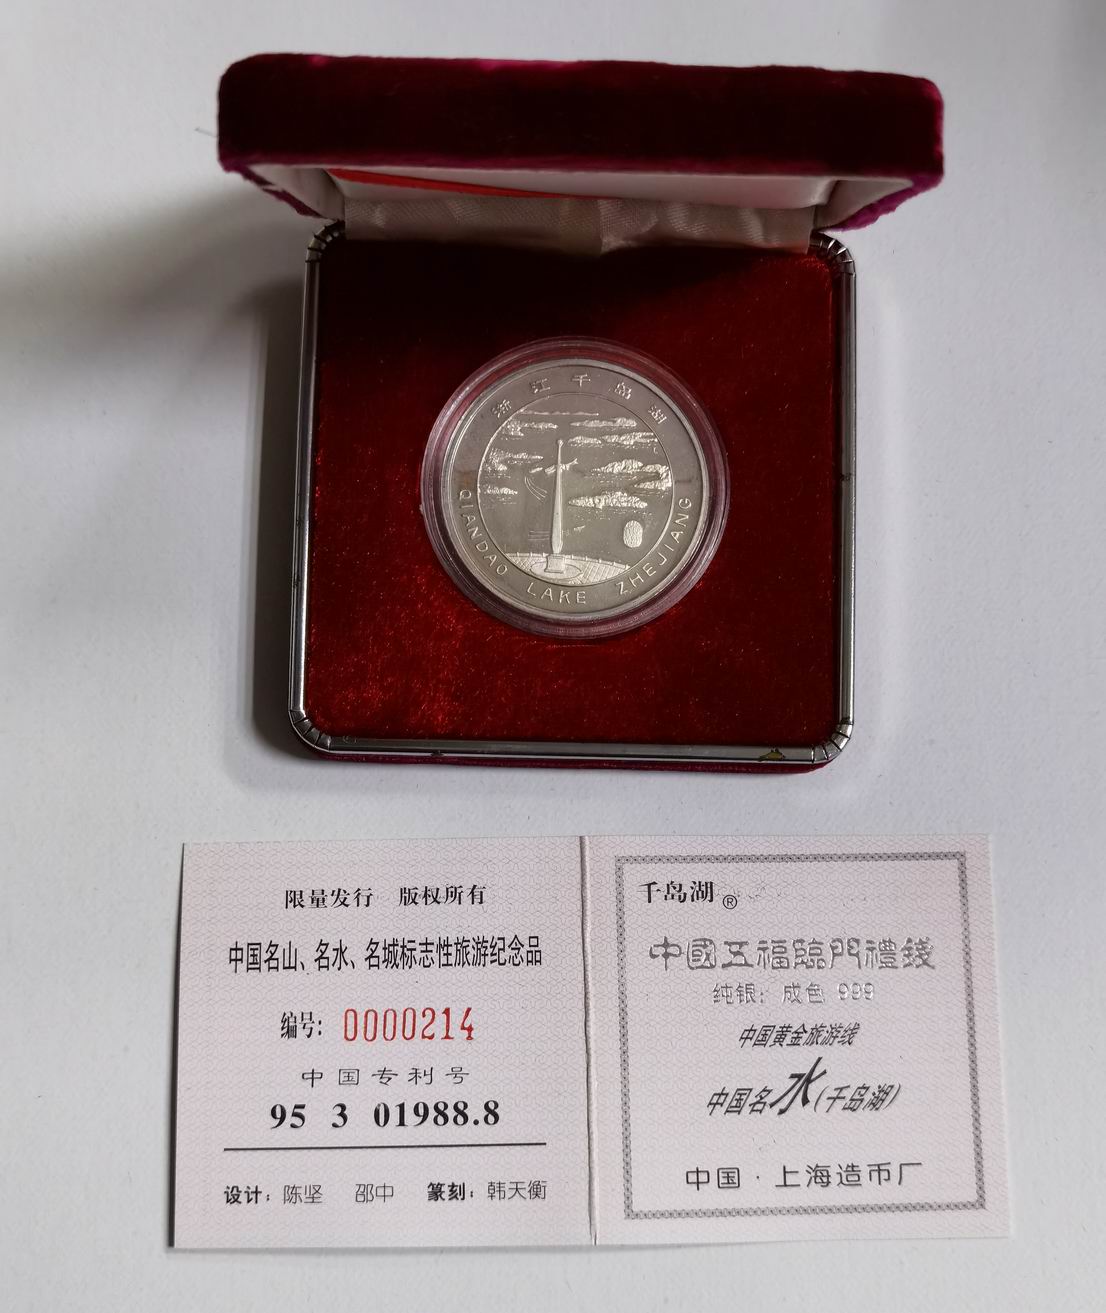 浙江千岛湖
QIANDAO LAKE ZHEJIANG
限量发行 版权所有
中国名山、名水、名城标志性旅游纪念品
编号: 0000214
中国专利号
95 3 01988.8
设计: 陈坚 邵中 篆刻: 韩天衡
千岛湖®
中國五福臨門禮錢
纯银: 成色 999
中国黄金旅游线
中国名水(千岛湖)
中国·上海造币厂